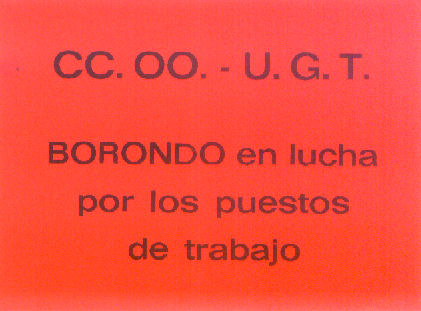 CC. OO. - U. G. T.
BORONDO en lucha
por los puestos
de trabajo